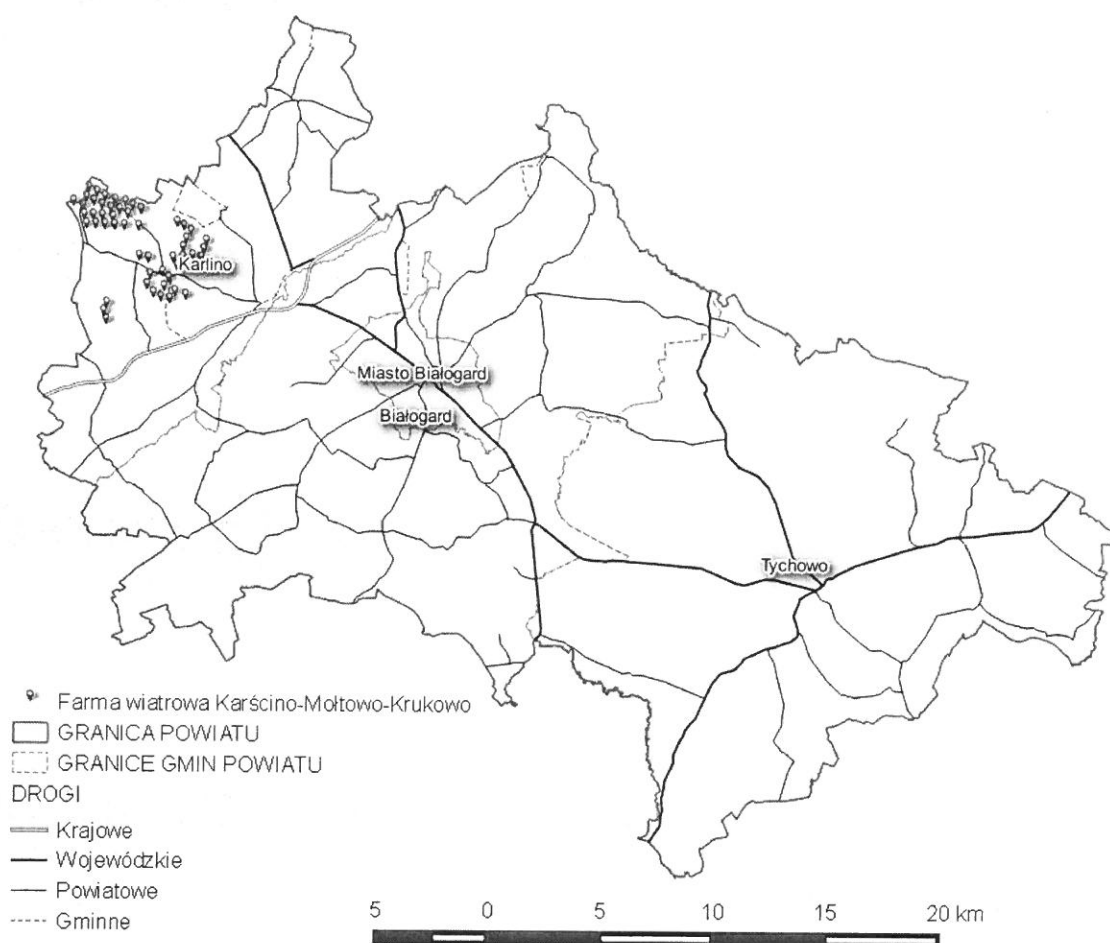 Karlino
Miasto Białogard
Białogard
Tychowo
Farma wiatrowa Karścino-Mołtowo-Krukowo
GRANICA POWIATU
GRANICE GMIN POWIATU
DROGI
Krajowe
Wojewódzkie
Powiatowe
Gminne
5 0 5 10 15 20 km